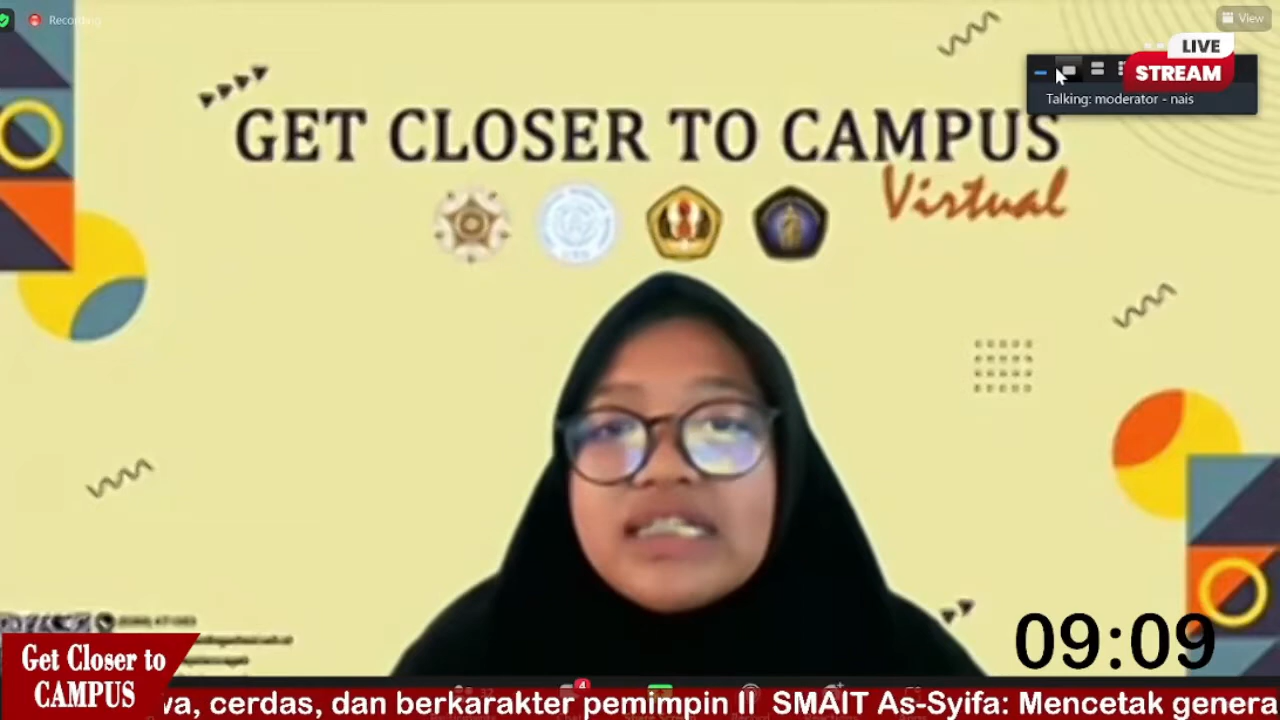 Recording
View
LIVE
STREAM
Talking: moderator - nais
GET CLOSER TO CAMPUS
Virtual
09:09
Get Closer to
CAMPUS
va, cerdas, dan berkarakter pemimpin II SMAIT As-Syifa: Mencetak genera